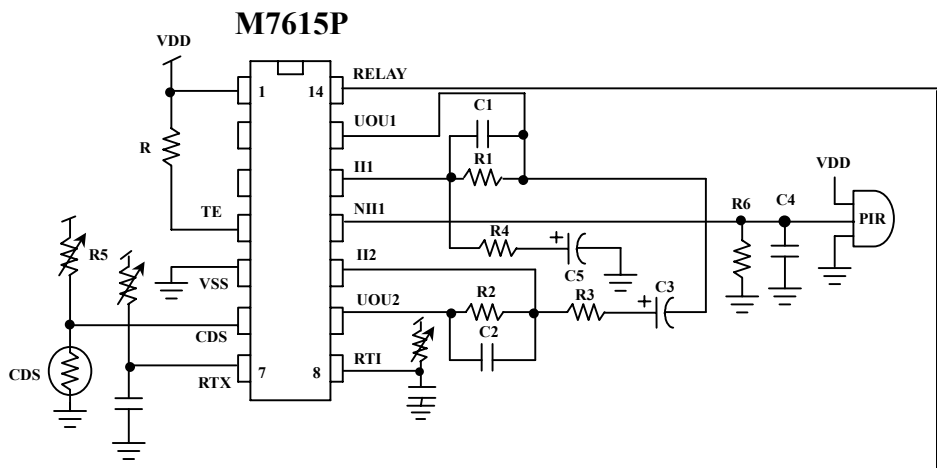 M7615P
VDD
1
14
RELAY
C1
UOU1
R
R1
II1
VDD
NII1
R6
C4
PIR
TE
R4
R5
C5
II2
VSS
R2
R3
C3
UOU2
CDS
C2
RTI
CDS
RTX
7
8